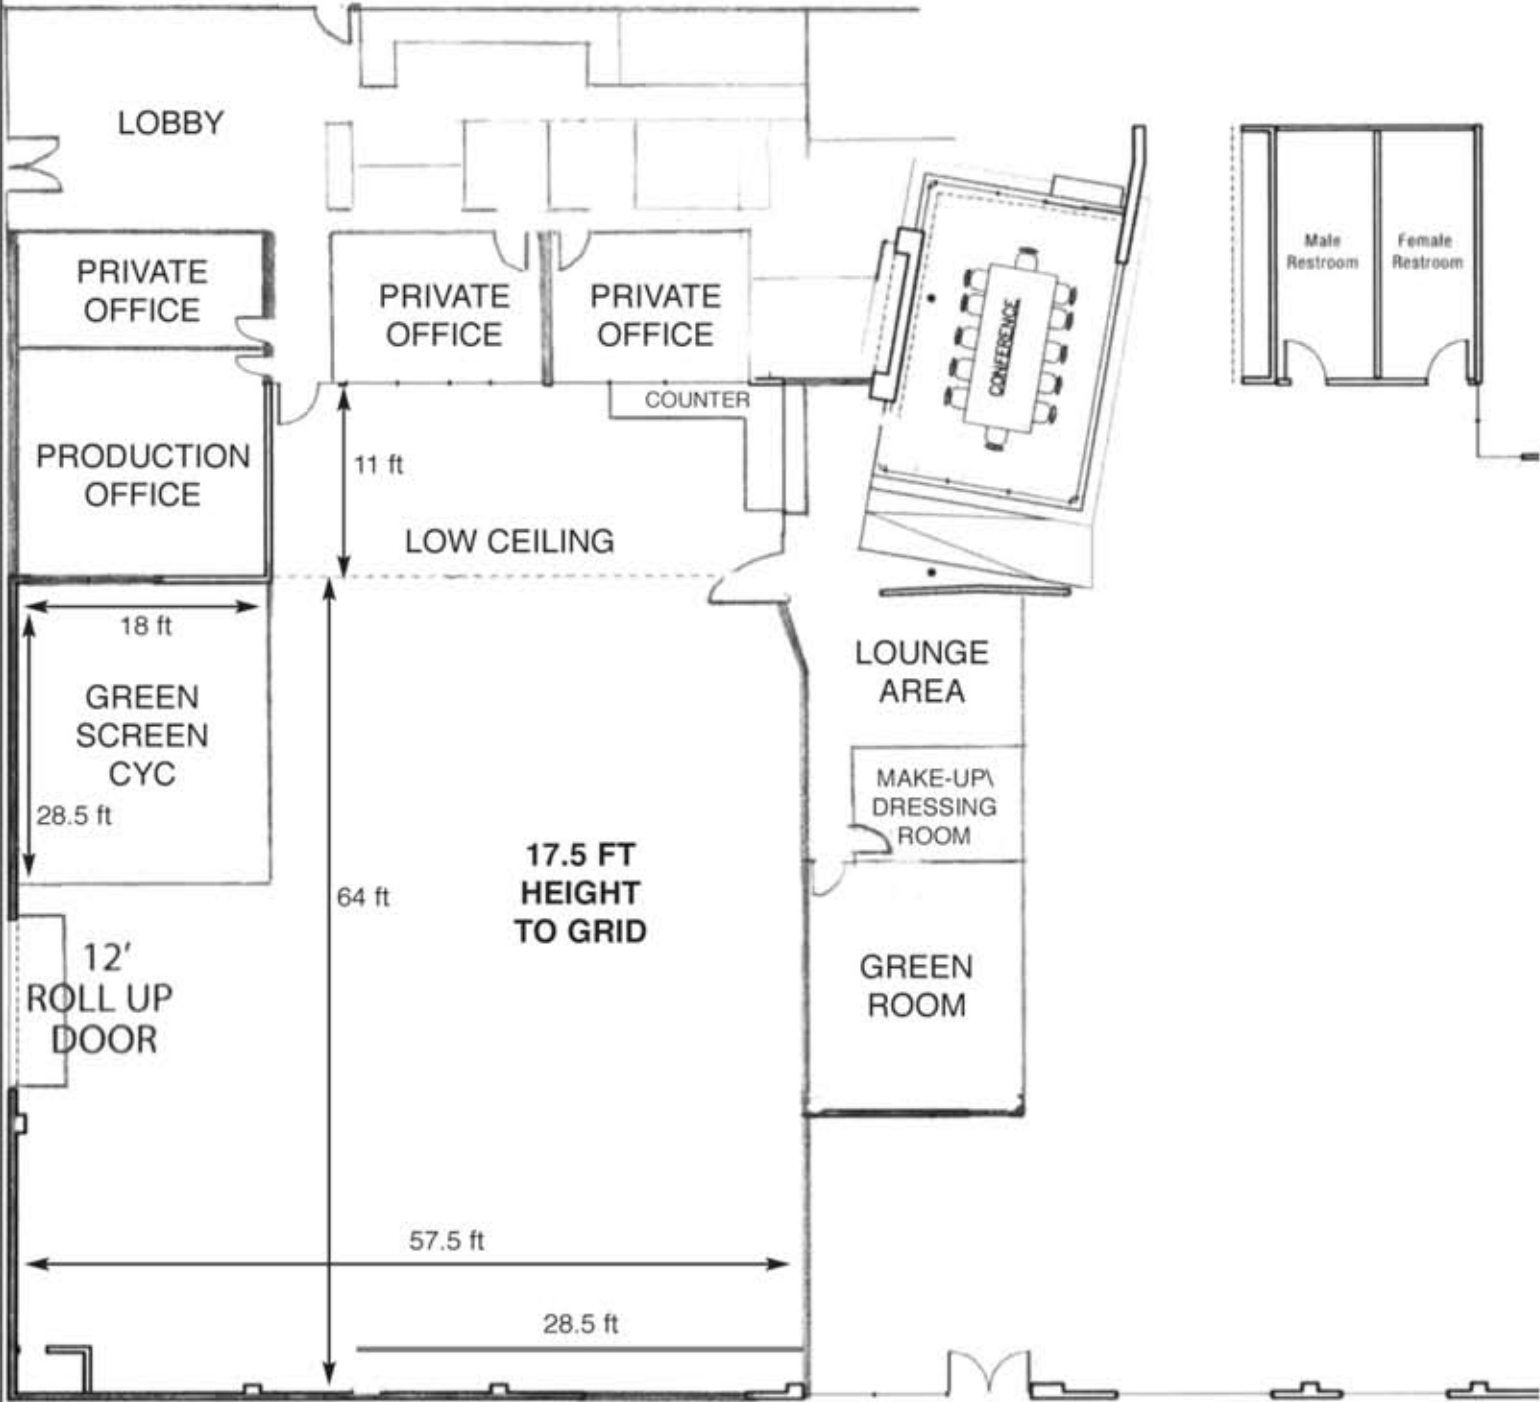 LOBBY
PRIVATE
OFFICE
PRIVATE
OFFICE
PRIVATE
OFFICE
Male
Restroom
Female
Restroom
CONFERENCE
COUNTER
PRODUCTION
OFFICE
11 ft
LOW CEILING
18 ft
GREEN
SCREEN
CYC
28.5 ft
LOUNGE
AREA
MAKE-UP\
DRESSING
ROOM
17.5 FT
HEIGHT
TO GRID
64 ft
12'
ROLL UP
DOOR
GREEN
ROOM
57.5 ft
28.5 ft